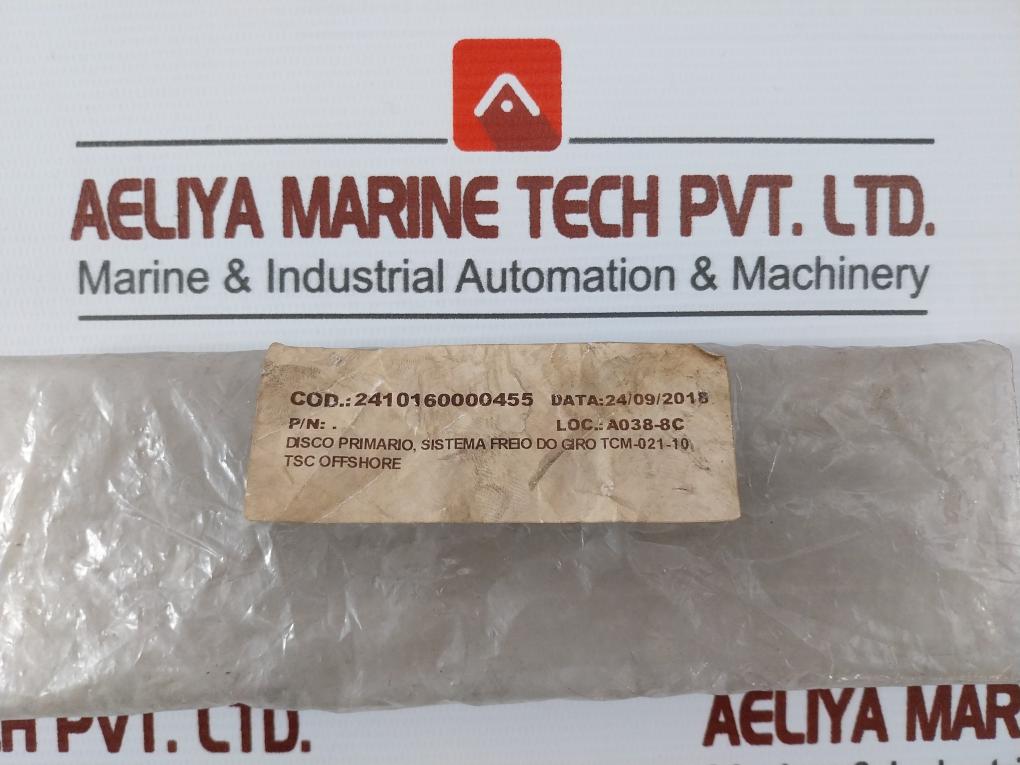 AELIYA MARINE TECH PVT. LTD.
Marine & Industrial Automation & Machinery
COD.:2410160000455 DATA:24/09/2018
P/N: . LOC.:A038-8C
DISCO PRIMARIO, SISTEMA FREIO DO GIRO TCM-021-10,
TSC OFFSHORE
H PVT. LTD.
AELIYA MAR